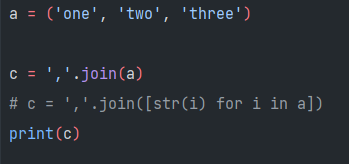 a = ('one', 'two', 'three')
c = ','.join(a)
# c = ','.join([str(i) for i in a])
print(c)